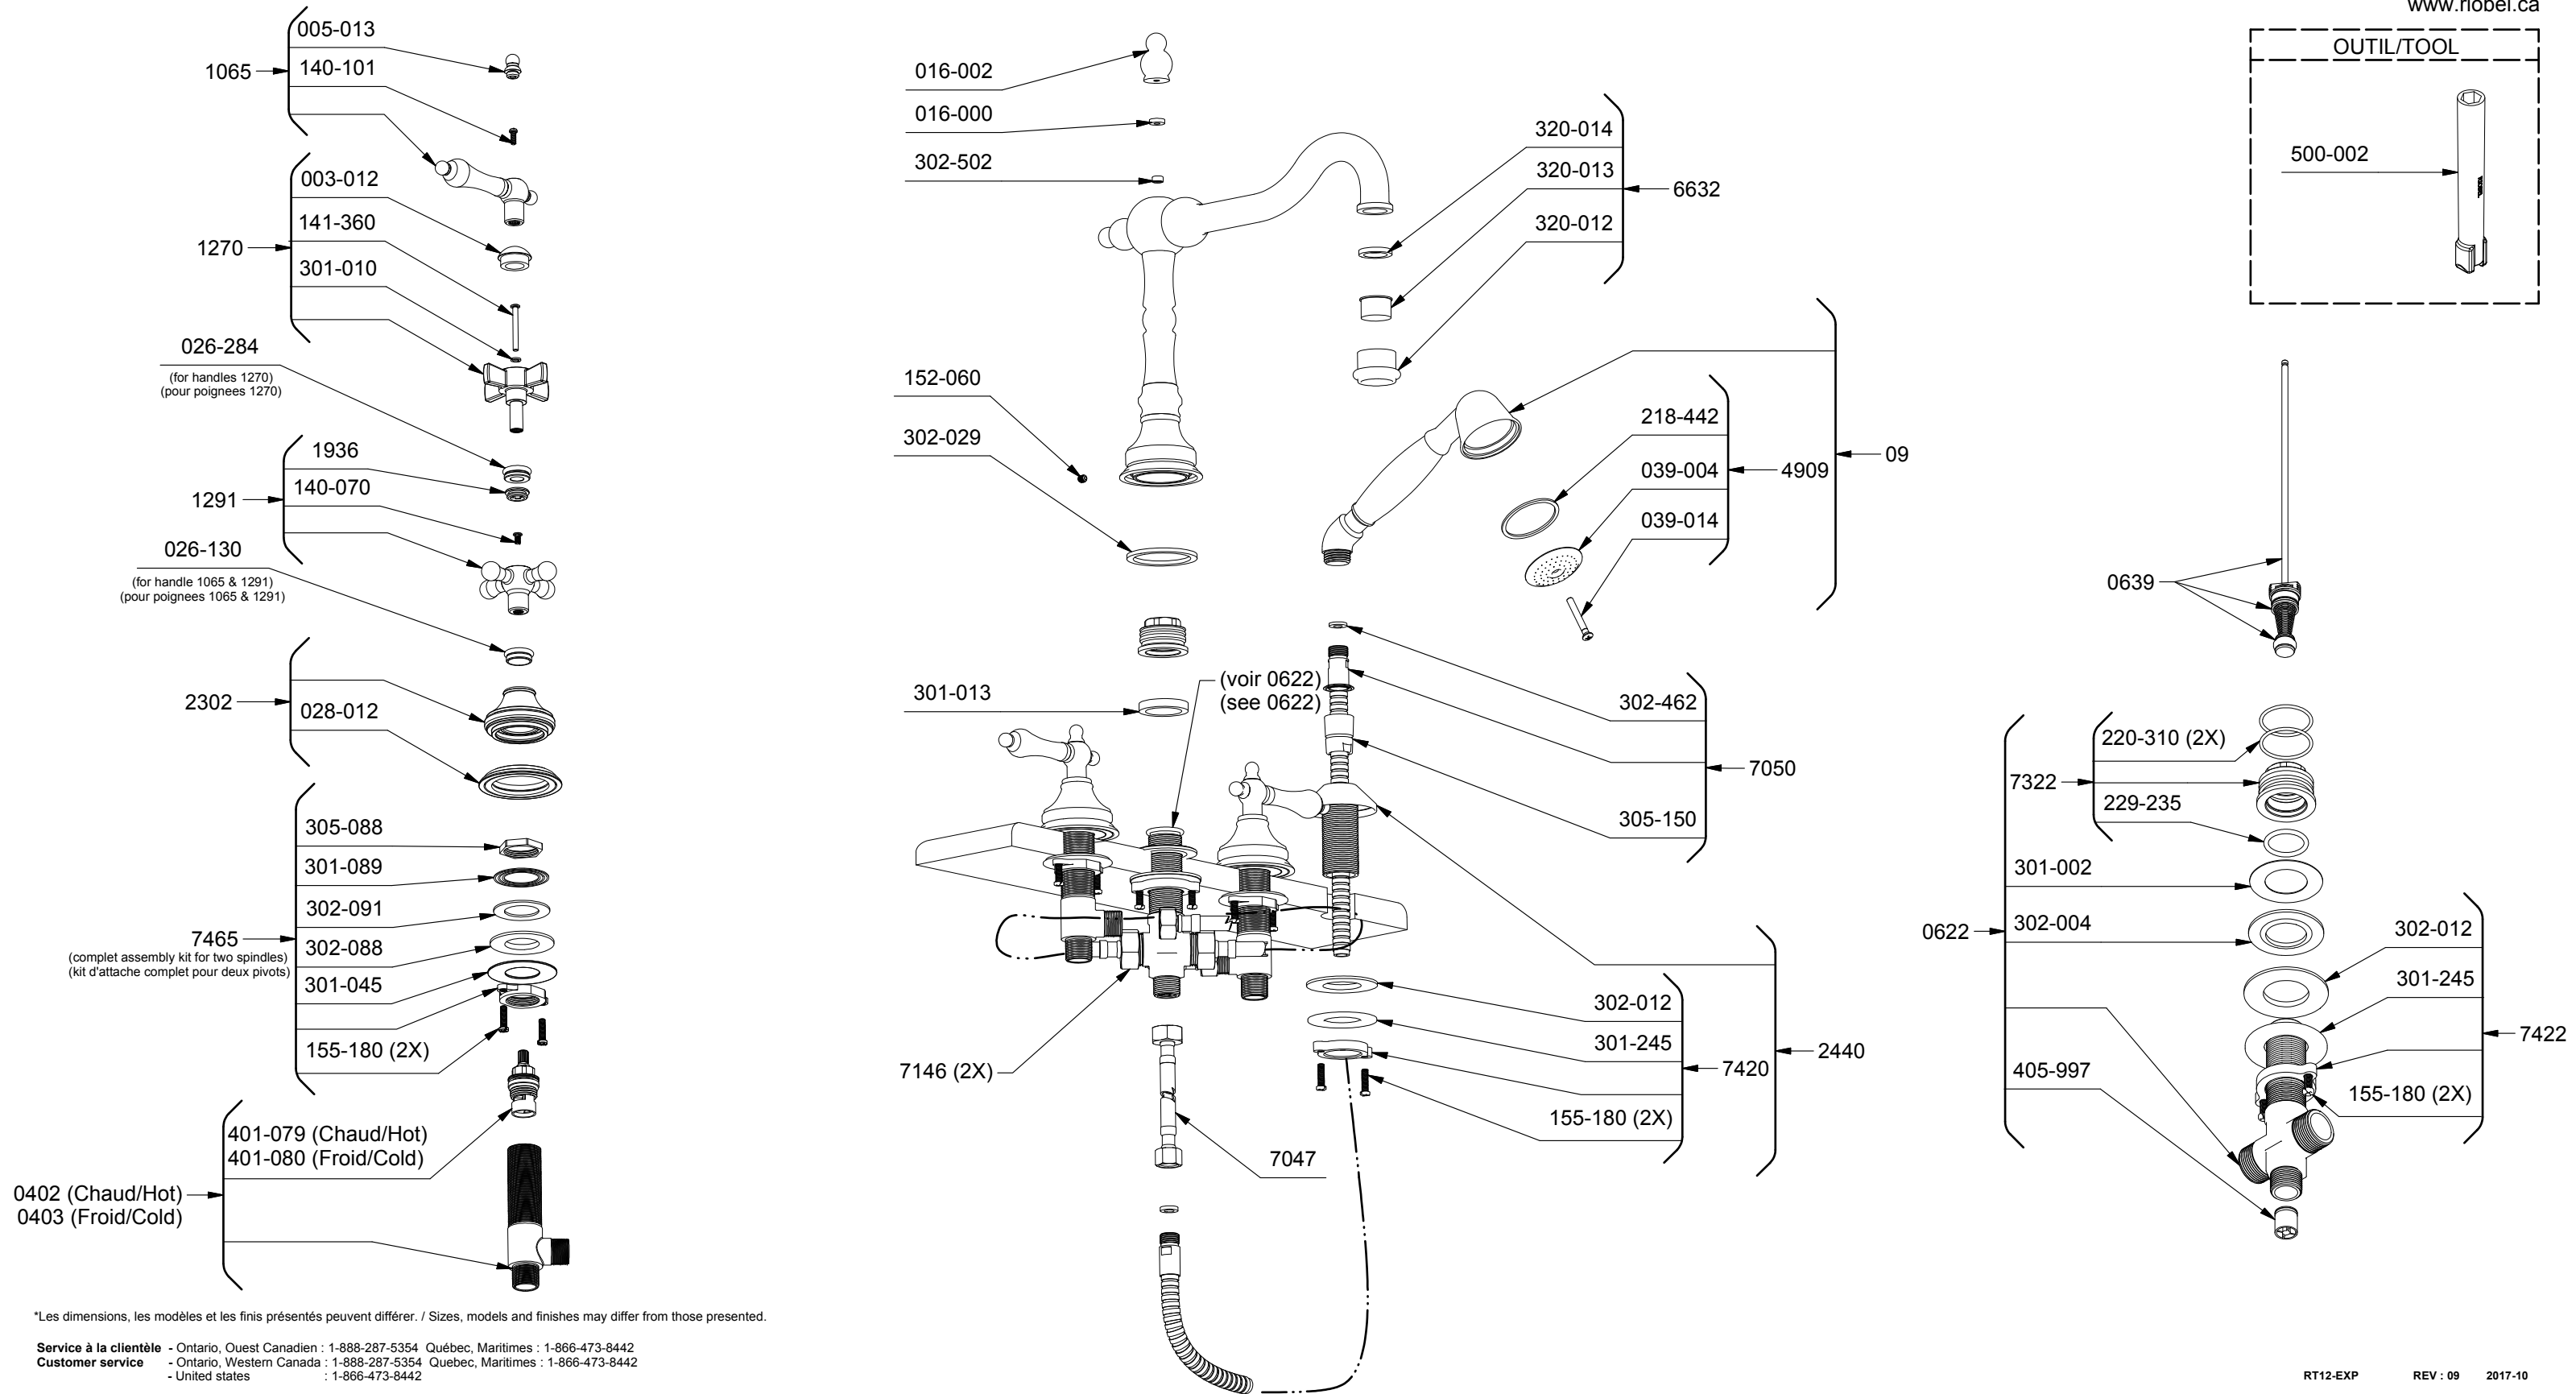 www.riobel.ca
OUTIL/TOOL
500-002
005-013
140-101
1065
003-012
141-360
301-010
1270
026-284
(for handles 1270)
(pour poignees 1270)
1936
140-070
1291
026-130
(for handle 1065 & 1291)
(pour poignees 1065 & 1291)
2302
028-012
305-088
301-089
302-091
302-088
301-045
155-180 (2X)
7465
(complet assembly kit for two spindles)
(kit d'attache complet pour deux pivots)
401-079 (Chaud/Hot)
401-080 (Froid/Cold)
0402 (Chaud/Hot)
0403 (Froid/Cold)
016-002
016-000
302-502
320-014
320-013
320-012
6632
152-060
302-029
218-442
039-004
039-014
4909
09
301-013
(voir 0622)
(see 0622)
302-462
305-150
7050
7146 (2X)
7047
302-012
301-245
155-180 (2X)
7420
2440
0639
220-310 (2X)
7322
229-235
301-002
302-004
0622
405-997
302-012
301-245
155-180 (2X)
7422
*Les dimensions, les modèles et les finis présentés peuvent différer. / Sizes, models and finishes may differ from those presented.
Service à la clientèle - Ontario, Ouest Canadien : 1-888-287-5354 Québec, Maritimes : 1-866-473-8442
Customer service - Ontario, Western Canada : 1-888-287-5354 Quebec, Maritimes : 1-866-473-8442
- United states : 1-866-473-8442
RT12-EXP REV : 09 2017-10